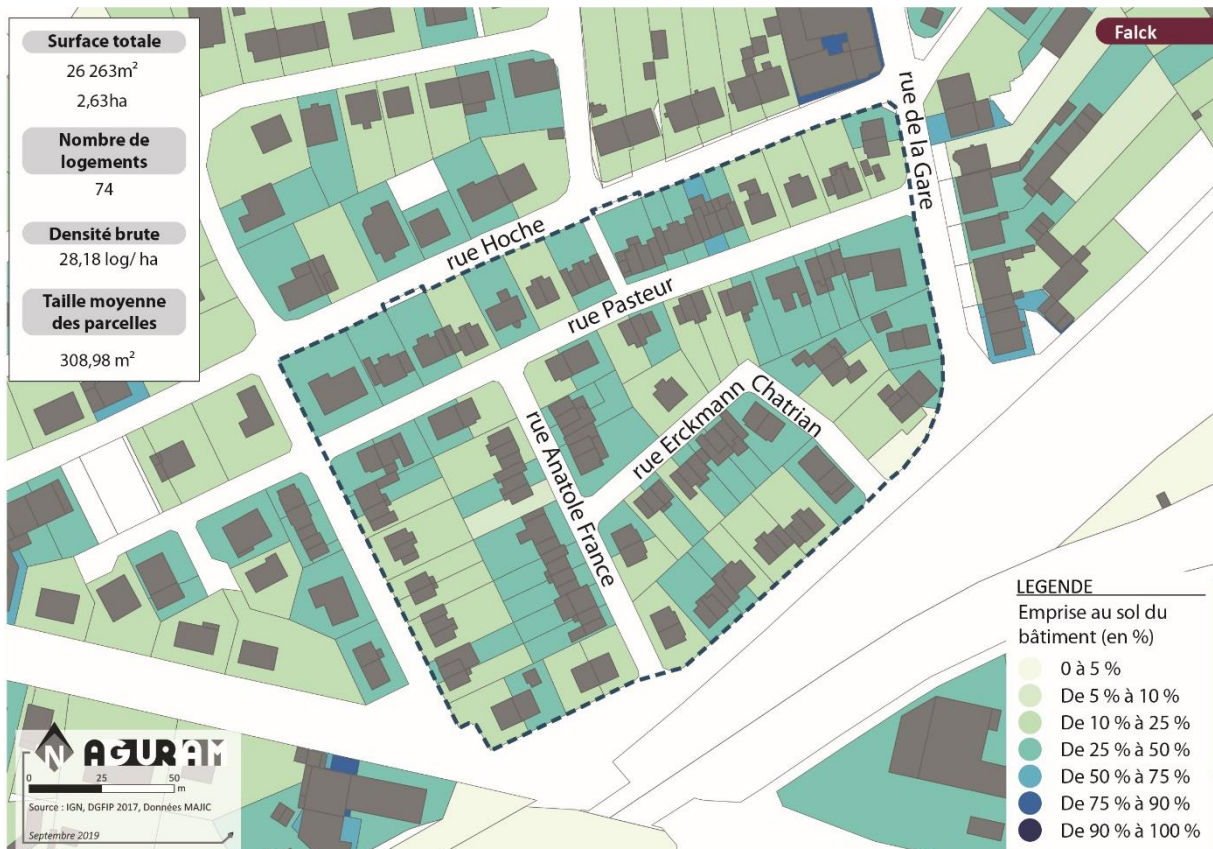 Surface totale
26 263m²
2,63ha
Nombre de
logements
74
Densité brute
28,18 log/ ha
Taille moyenne
des parcelles
308,98 m²
Falck
rue de la Gare
rue Hoche
rue Pasteur
rue Anatole France
rue Erckmann Chatrian
LEGENDE
Emprise au sol du
bâtiment (en %)
0 à 5 %
De 5 % à 10 %
De 10 % à 25 %
De 25 % à 50 %
De 50 % à 75 %
De 75 % à 90 %
De 90 % à 100 %
N
AGURAM
0 25 50
m
Source : IGN, DGFIP 2017, Données MAJIC
Septembre 2019